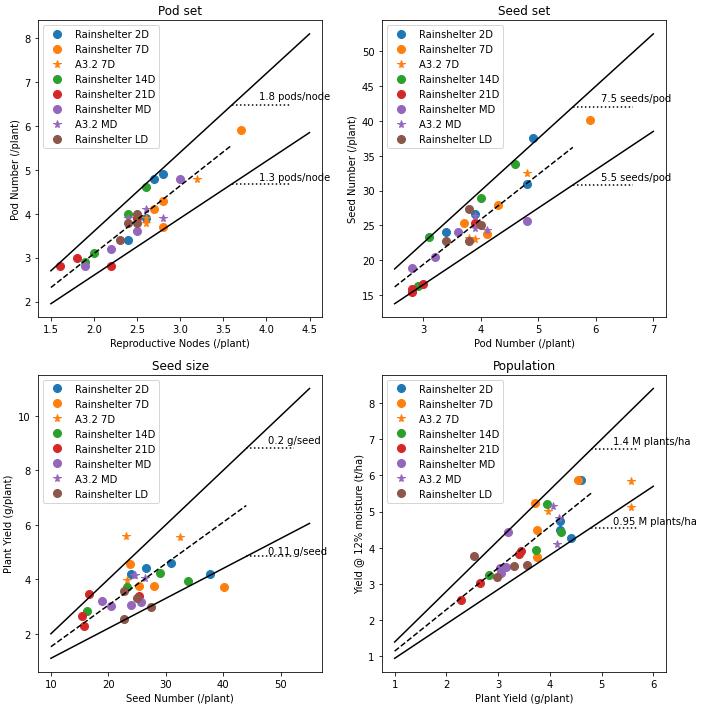 Pod set
Rainshelter 2D
Rainshelter 7D
A3.2 7D
Rainshelter 14D
Rainshelter 21D
Rainshelter MD
A3.2 MD
Rainshelter LD
1.8 pods/node
1.3 pods/node
8
7
6
5
4
3
2
Pod Number (/plant)
1.5 2.0 2.5 3.0 3.5 4.0 4.5
Reproductive Nodes (/plant)
Seed set
Rainshelter 2D
Rainshelter 7D
A3.2 7D
Rainshelter 14D
Rainshelter 21D
Rainshelter MD
A3.2 MD
Rainshelter LD
7.5 seeds/pod
5.5 seeds/pod
50
45
40
35
30
25
20
15
Seed Number (/plant)
3 4 5 6 7
Pod Number (/plant)
Seed size
Rainshelter 2D
Rainshelter 7D
A3.2 7D
Rainshelter 14D
Rainshelter 21D
Rainshelter MD
A3.2 MD
Rainshelter LD
0.2 g/seed
0.11 g/seed
10
8
6
4
2
Plant Yield (g/plant)
10 20 30 40 50
Seed Number (/plant)
Population
Rainshelter 2D
Rainshelter 7D
A3.2 7D
Rainshelter 14D
Rainshelter 21D
Rainshelter MD
A3.2 MD
Rainshelter LD
1.4 M plants/ha
0.95 M plants/ha
8
7
6
5
4
3
2
1
Yield @ 12% moisture (t/ha)
1 2 3 4 5 6
Plant Yield (g/plant)